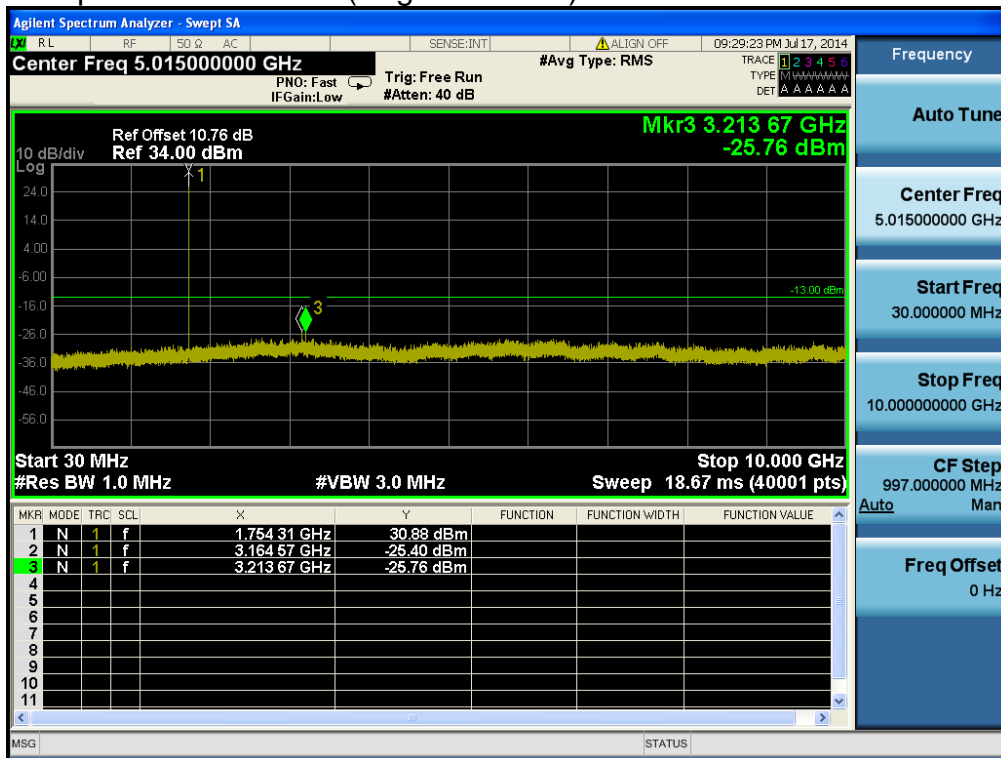 Agilent Spectrum Analyzer - Swept SA
LXI RL RF 50 Ω AC SENSE:INT ALIGN OFF 09:29:23 PM Jul 17, 2014
Center Freq 5.015000000 GHz
PNO: Fast
IFGain:Low
Trig: Free Run
#Atten: 40 dB
#Avg Type: RMS
TRACE 1 2 3 4 5 6
TYPE M W W W W W
DET A A A A A A
Mkr3 3.213 67 GHz
-25.76 dBm
Ref Offset 10.76 dB
10 dB/div Ref 34.00 dBm
Log
24.0
14.0
4.00
-6.00
-16.0
-26.0
-36.0
-46.0
-56.0
1
3
-13.00 dBm
Start 30 MHz Stop 10.000 GHz
#Res BW 1.0 MHz #VBW 3.0 MHz Sweep 18.67 ms (40001 pts)
MKR MODE TRC SCL X Y FUNCTION FUNCTION WIDTH FUNCTION VALUE
1 N 1 f 1.754 31 GHz 30.88 dBm
2 N 1 f 3.164 57 GHz -25.40 dBm
3 N 1 f 3.213 67 GHz -25.76 dBm
4
5
6
7
8
9
10
11
MSG STATUS
Frequency
Auto Tune
Center Freq
5.015000000 GHz
Start Freq
30.000000 MHz
Stop Freq
10.000000000 GHz
CF Step
997.000000 MHz
Auto Man
Freq Offset
0 Hz